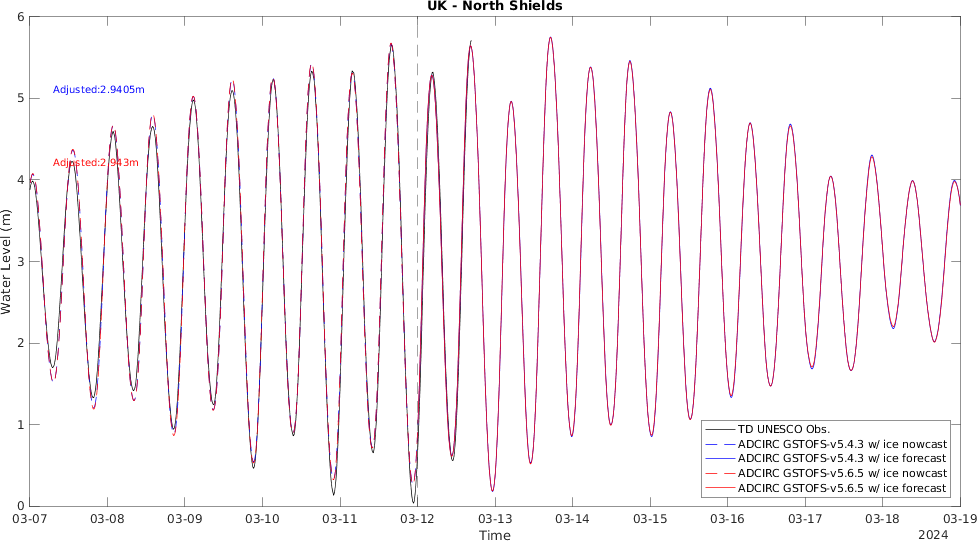 UK - North Shields
6
5
4
3
2
1
0
Water Level (m)
Adjusted:2.9405m
Adjusted:2.943m
TD UNESCO Obs.
ADCIRC GSTOFS-v5.4.3 w/ ice nowcast
ADCIRC GSTOFS-v5.4.3 w/ ice forecast
ADCIRC GSTOFS-v5.6.5 w/ ice nowcast
ADCIRC GSTOFS-v5.6.5 w/ ice forecast
03-07 03-08 03-09 03-10 03-11 03-12 03-13 03-14 03-15 03-16 03-17 03-18 03-19
Time
2024